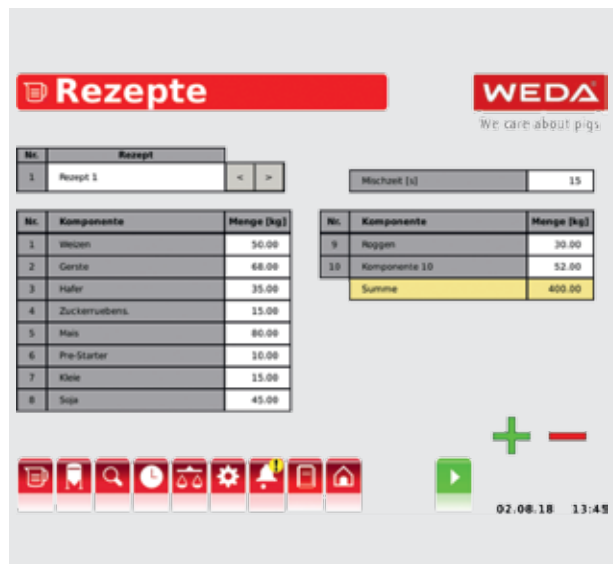 Rezepte
WEDA
We care about pigs
Nr. Rezept
1 Rezept 1 < >
Mischzeit [s] 15
Nr. Komponente Menge [kg]
1 Weizen 50.00
2 Gerste 68.00
3 Hafer 35.00
4 Zuckerruebens. 15.00
5 Mais 80.00
6 Pre-Starter 10.00
7 Kleie 15.00
8 Soja 45.00
Nr. Komponente Menge [kg]
9 Roggen 30.00
10 Komponente 10 52.00
Summe 400.00
02.08.18 13:45